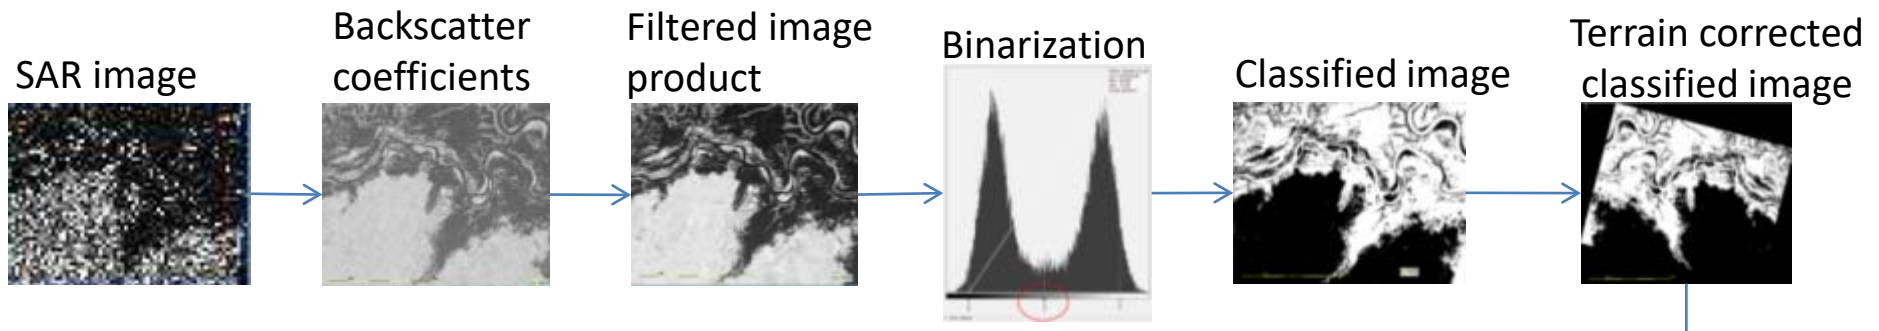 SAR image
Backscatter
coefficients
Filtered image
product
Binarization
Classified image
Terrain corrected
classified image